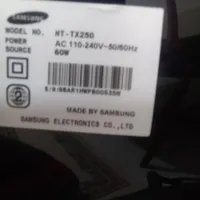 SAMSUNG
MODEL NO. HT-TX250
POWER SOURCE AC 110-240V~50/60Hz
60W
MADE BY SAMSUNG
SAMSUNG ELECTRONICS CO.,LTD
2